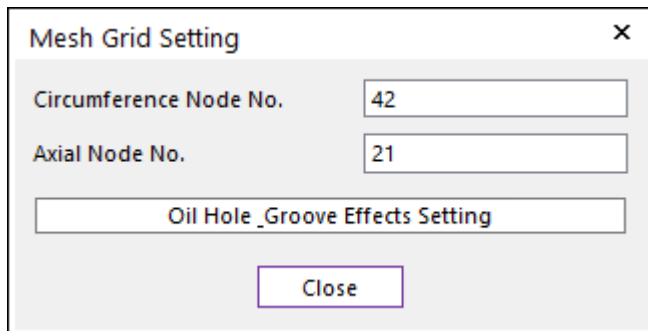 Mesh Grid Setting
Circumference Node No. 42
Axial Node No. 21
Oil Hole _Groove Effects Setting
Close